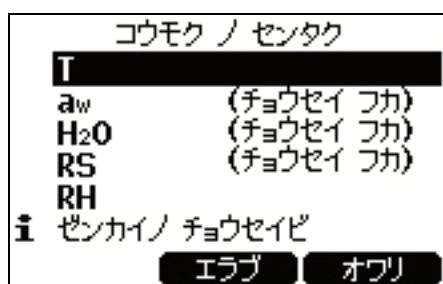 コウモク ノ センタク
T
aw (チョウセイ フカ)
H2O (チョウセイ フカ)
RS (チョウセイ フカ)
RH
i ゼンカイノ チョウセイビ
エラブ オワリ